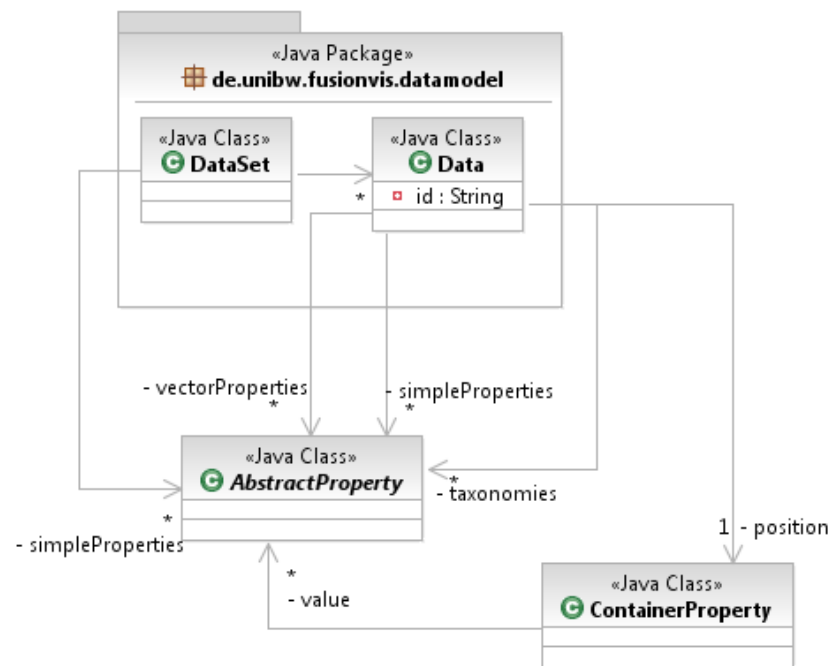 «Java Package»
de.unibw.fusionvis.datamodel
«Java Class»
DataSet
«Java Class»
Data
id : String
*
- vectorProperties
*
- simpleProperties
*
«Java Class»
AbstractProperty
*
- taxonomies
*
- simpleProperties
1 - position
*
- value
«Java Class»
ContainerProperty